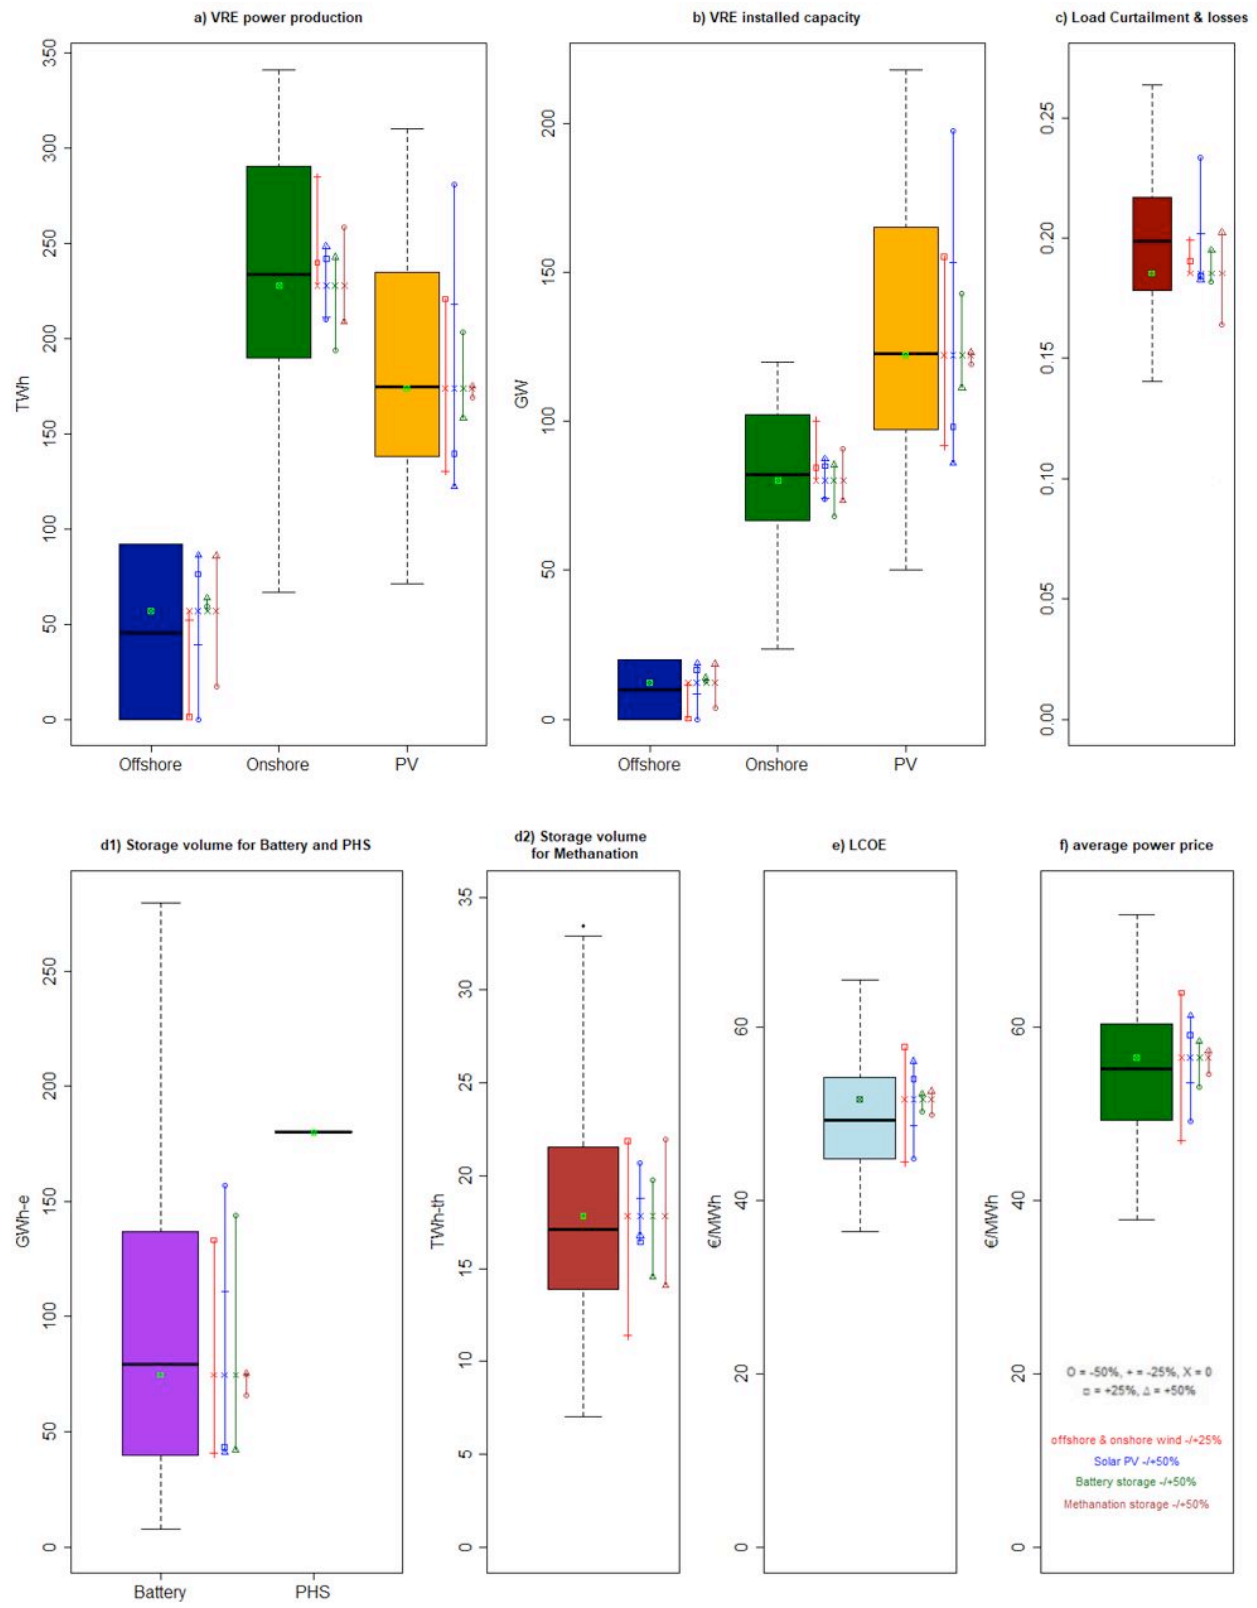 a) VRE power production
b) VRE installed capacity
c) Load Curtailment & losses
TWh
0
50
100
150
200
250
300
350
Offshore
Onshore
PV
GW
0
50
100
150
200
Offshore
Onshore
PV
0.00
0.05
0.10
0.15
0.20
0.25
d1) Storage volume for Battery and PHS
d2) Storage volume
for Methanation
e) LCOE
f) average power price
GWh-e
0
50
100
150
200
250
Battery
PHS
TWh-th
0
5
10
15
20
25
30
35
€/MWh
0
20
40
60
€/MWh
0
20
40
60
O = -50%, + = -25%, X = 0
□ = +25%, Δ = +50%
offshore & onshore wind -/+25%
Solar PV -/+50%
Battery storage -/+50%
Methanation storage -/+50%